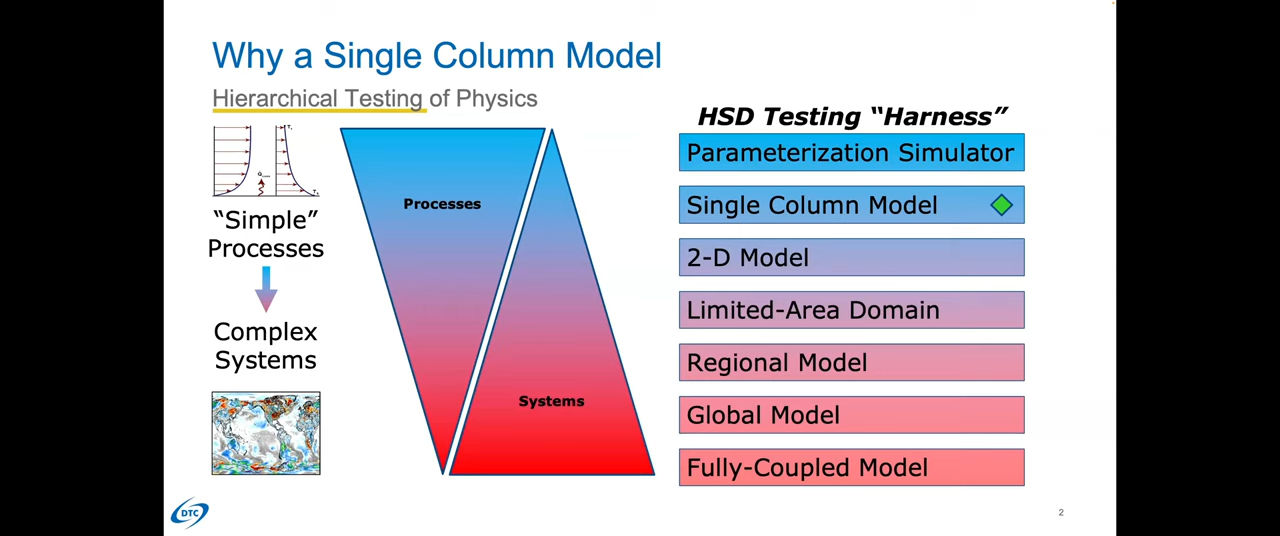 Why a Single Column Model
Hierarchical Testing of Physics
HSD Testing “Harness”
“Simple”
Processes
Complex
Systems
Processes
Systems
Parameterization Simulator
Single Column Model
2-D Model
Limited-Area Domain
Regional Model
Global Model
Fully-Coupled Model
DTC
2